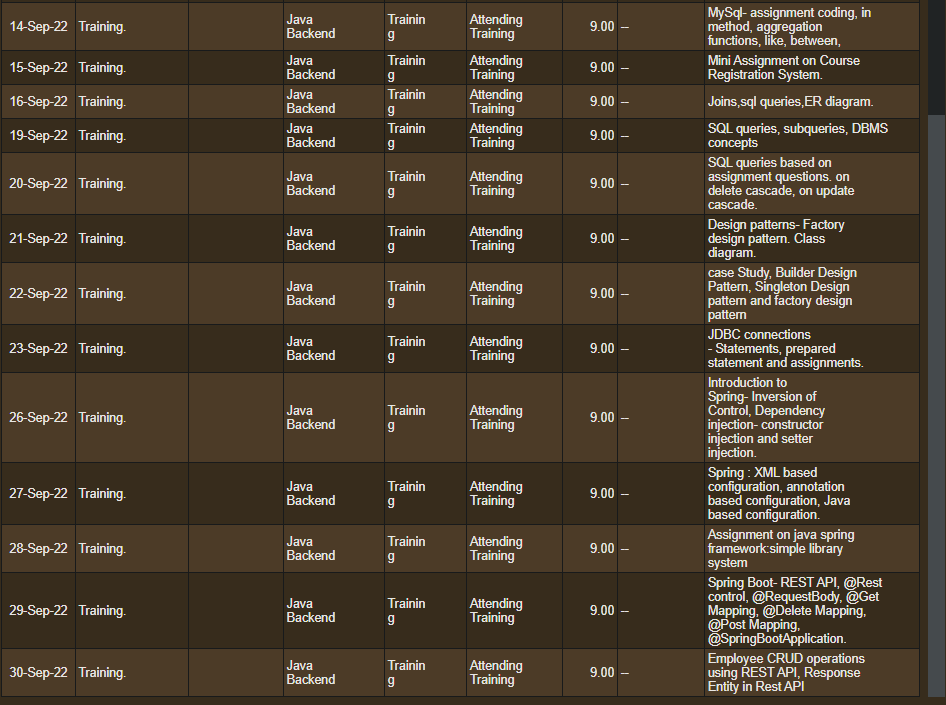 14-Sep-22 Training. Java Backend Trainin g Attending Training 9.00 -- MySql- assignment coding, in
method, aggregation
functions, like, between,
15-Sep-22 Training. Java Backend Trainin g Attending Training 9.00 -- Mini Assignment on Course
Registration System.
16-Sep-22 Training. Java Backend Trainin g Attending Training 9.00 -- Joins,sql queries,ER diagram.
19-Sep-22 Training. Java Backend Trainin g Attending Training 9.00 -- SQL queries, subqueries, DBMS
concepts
20-Sep-22 Training. Java Backend Trainin g Attending Training 9.00 -- SQL queries based on
assignment questions. on
delete cascade, on update
cascade.
21-Sep-22 Training. Java Backend Trainin g Attending Training 9.00 -- Design patterns- Factory
design pattern. Class
diagram.
22-Sep-22 Training. Java Backend Trainin g Attending Training 9.00 -- case Study, Builder Design
Pattern, Singleton Design
pattern and factory design
pattern
23-Sep-22 Training. Java Backend Trainin g Attending Training 9.00 -- JDBC connections
- Statements, prepared
statement and assignments.
26-Sep-22 Training. Java Backend Trainin g Attending Training 9.00 -- Introduction to
Spring- Inversion of
Control, Dependency
injection- constructor
injection and setter
injection.
27-Sep-22 Training. Java Backend Trainin g Attending Training 9.00 -- Spring : XML based
configuration, annotation
based configuration, Java
based configuration.
28-Sep-22 Training. Java Backend Trainin g Attending Training 9.00 -- Assignment on java spring
framework:simple library
system
29-Sep-22 Training. Java Backend Trainin g Attending Training 9.00 -- Spring Boot- REST API, @Rest
control, @RequestBody, @Get
Mapping, @Delete Mapping,
@Post Mapping,
@SpringBootApplication.
30-Sep-22 Training. Java Backend Trainin g Attending Training 9.00 -- Employee CRUD operations
using REST API, Response
Entity in Rest API